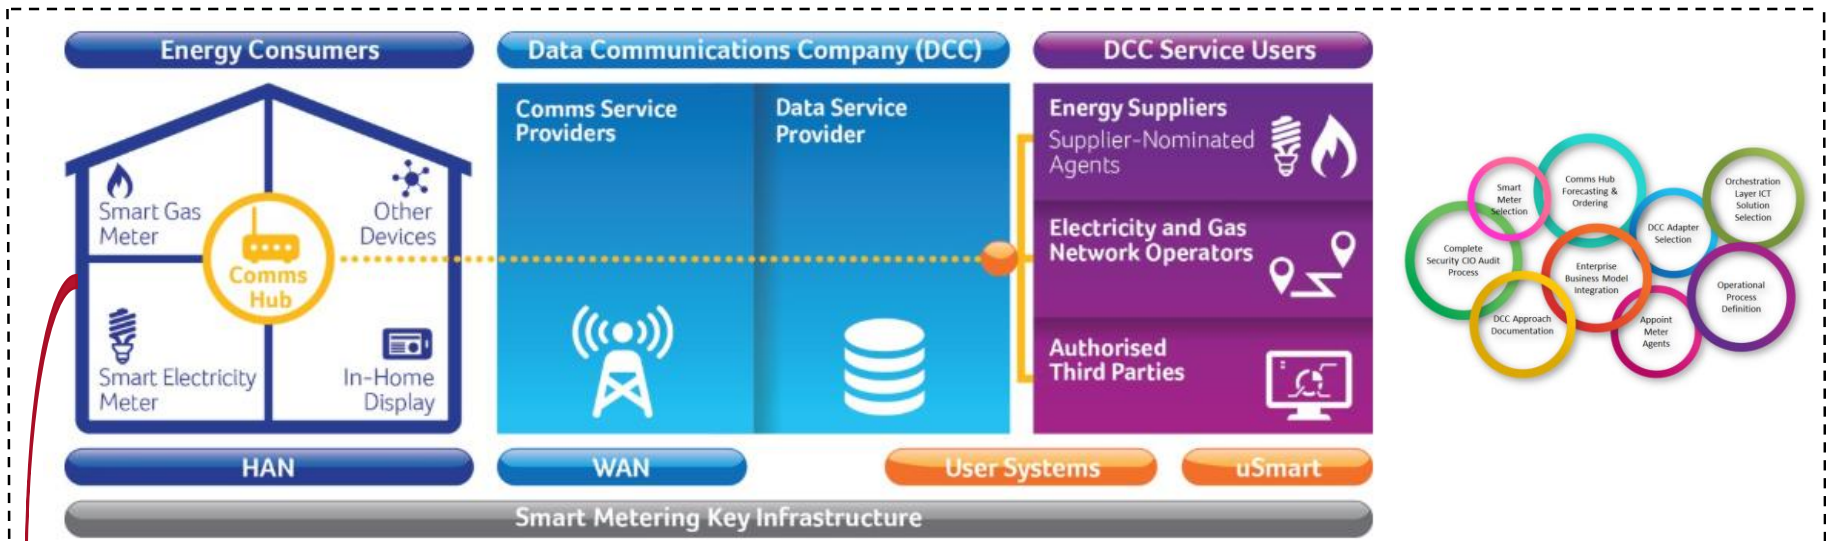 Energy Consumers
Data Communications Company (DCC)
DCC Service Users
Smart Gas
Meter
Other
Devices
Comms
Hub
Smart Electricity
Meter
In-Home
Display
Comms Service
Providers
Data Service
Provider
Energy Suppliers
Supplier-Nominated
Agents
Electricity and Gas
Network Operators
Authorised
Third Parties
HAN
WAN
User Systems
uSmart
Smart Metering Key Infrastructure
Smart
Meter
Selection
Comms Hub
Forecasting &
Ordering
Orchestration
Layer ICT
Solution
Selection
DCC Adapter
Selection
Complete
Security CIO Audit
Process
Enterprise
Business Model
Integration
Operational
Process
Definition
DCC Approach
Documentation
Appoint
Meter
Agents